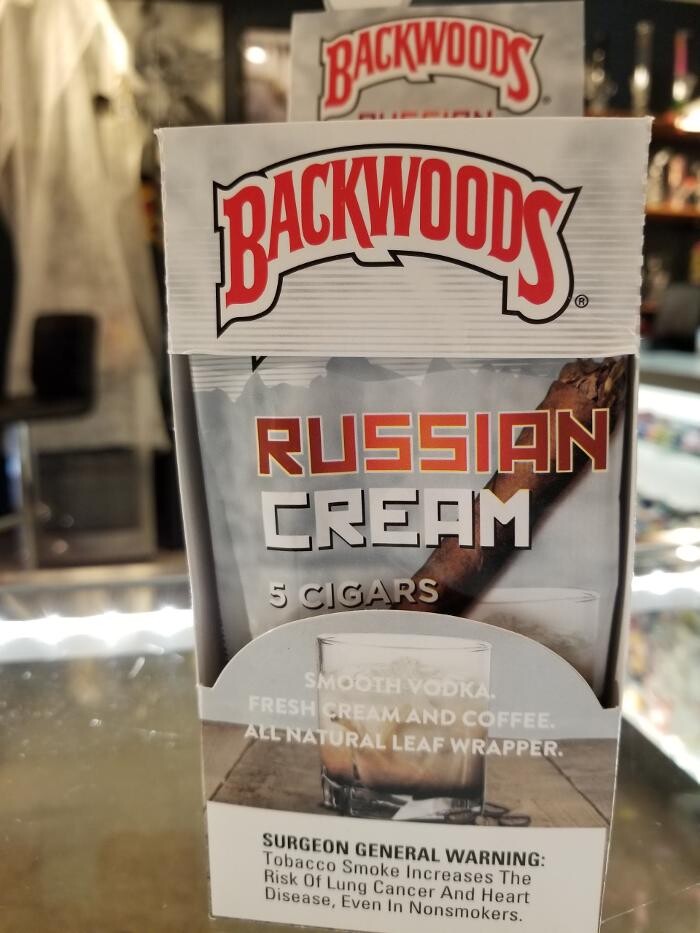 BACKWOODS
RUSSIAN
BACKWOODS®
RUSSIAN
CREAM
5 CIGARS
SMOOTH VODKA.
FRESH CREAM AND COFFEE.
ALL NATURAL LEAF WRAPPER.
SURGEON GENERAL WARNING:
Tobacco Smoke Increases The
Risk Of Lung Cancer And Heart
Disease, Even In Nonsmokers.